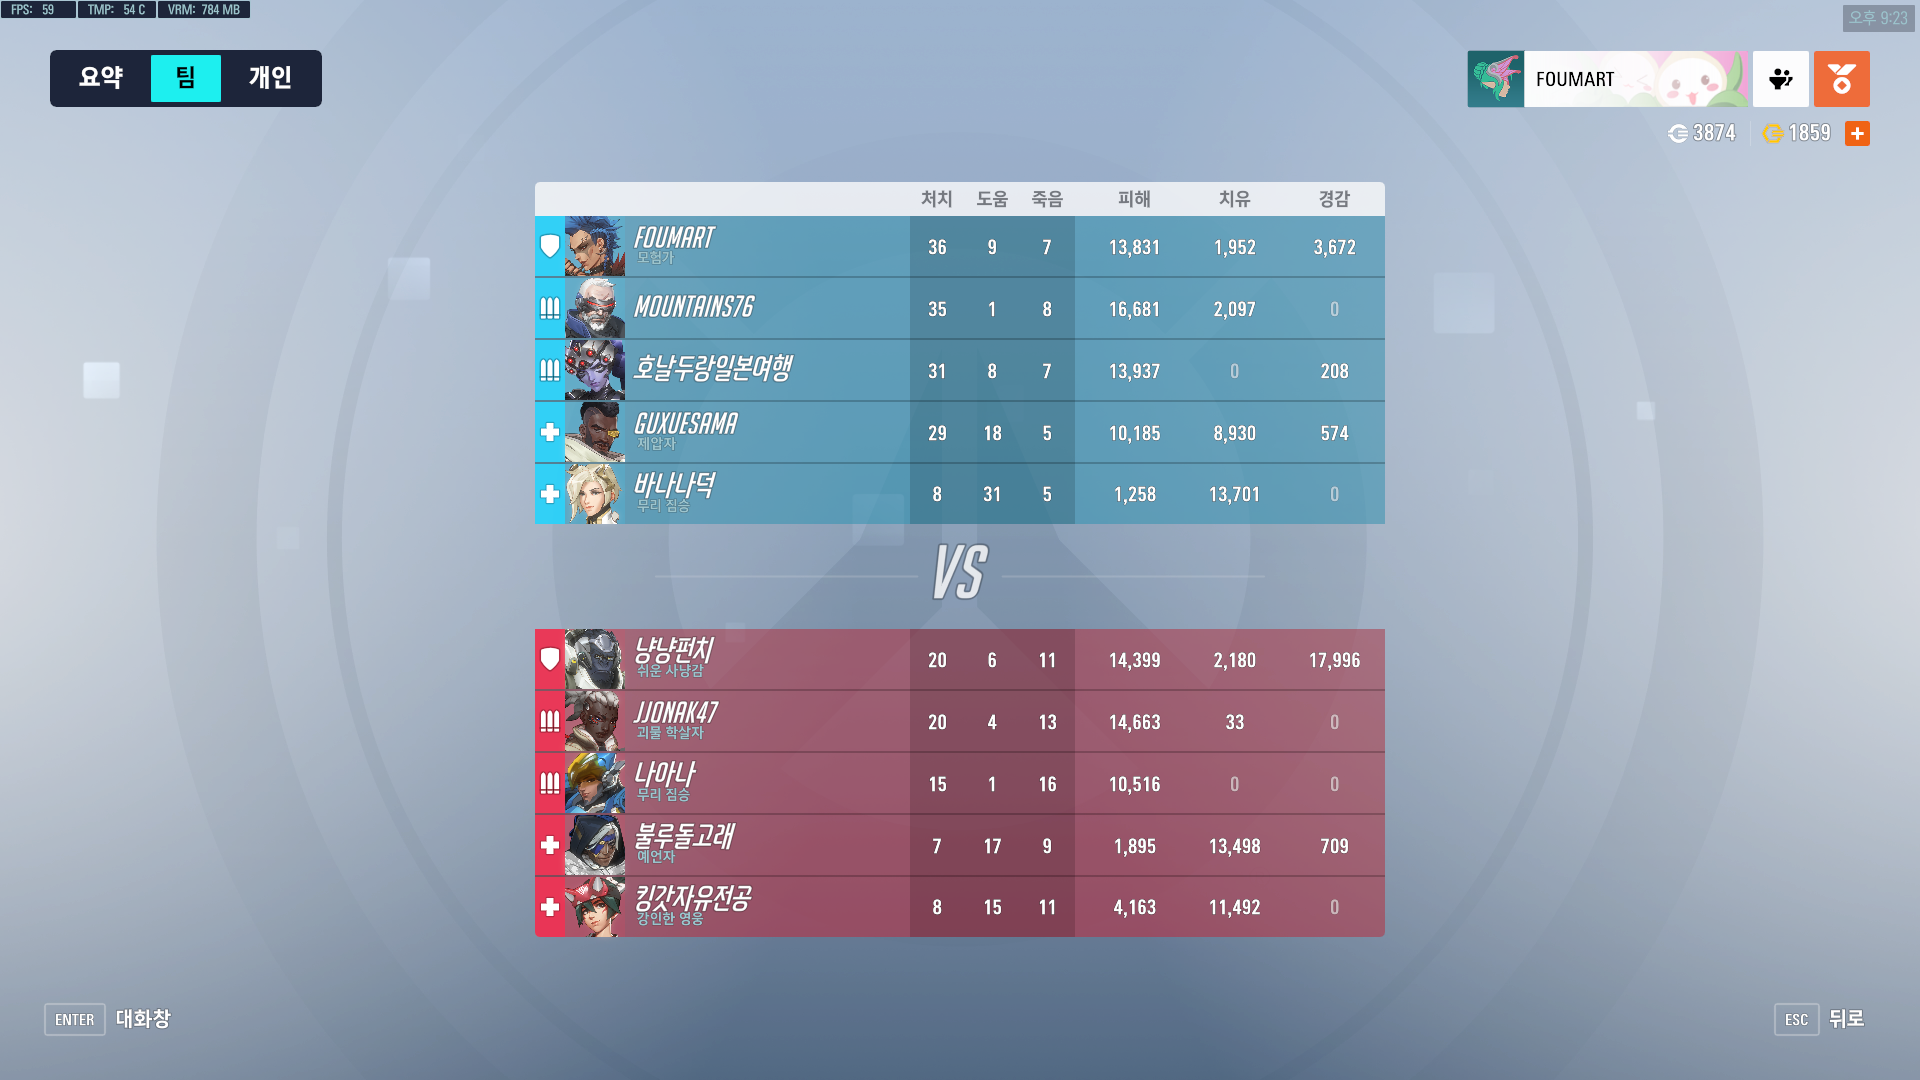 FPS: 59 TMP: 54 C VRM: 784 MB
오후 9:23
요약 팀 개인
FOUMART
3874 1859 +
처치 도움 죽음 피해 치유 경감
FOUMART 36 9 7 13,831 1,952 3,672
모험가
MOUNTAINS76 35 1 8 16,681 2,097 0
호날두랑일본여행 31 8 7 13,937 0 208
GUXUESAMA 29 18 5 10,185 8,930 574
제압자
바나나덕 8 31 5 1,258 13,701 0
무리 짐승
VS
냥냥펀치 20 6 11 14,399 2,180 17,996
쉬운 사냥감
JJONAK47 20 4 13 14,663 33 0
괴물 학살자
나아나 15 1 16 10,516 0 0
무리 짐승
불루돌고래 7 17 9 1,895 13,498 709
예언자
킹갓자유전공 8 15 11 4,163 11,492 0
강인한 영웅
ENTER 대화창
ESC 뒤로